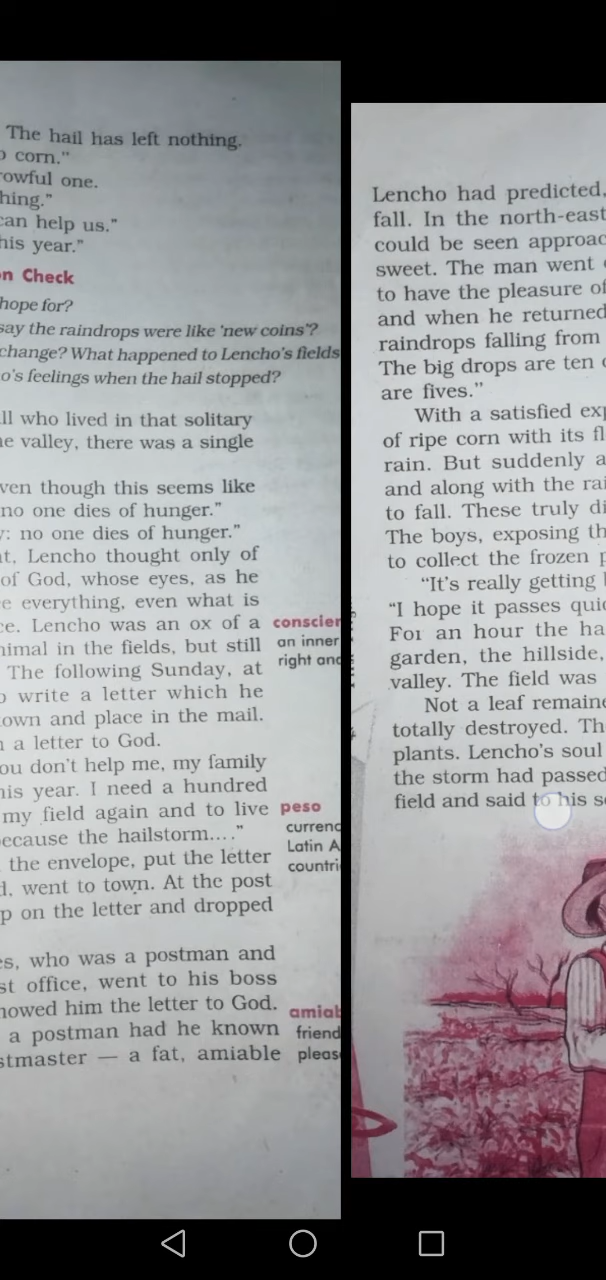 The hail has left nothing.
corn."
owful one.
hing."
can help us."
his year."
n Check
hope for?
say the raindrops were like 'new coins'?
change? What happened to Lencho's fields
o's feelings when the hail stopped?
ll who lived in that solitary
e valley, there was a single
ven though this seems like
no one dies of hunger."
: no one dies of hunger."
t, Lencho thought only of
of God, whose eyes, as he
e everything, even what is
ce. Lencho was an ox of a
nimal in the fields, but still
The following Sunday, at
o write a letter which he
own and place in the mail.
a letter to God.
ou don't help me, my family
his year. I need a hundred
my field again and to live
ecause the hailstorm...."
the envelope, put the letter
d, went to town. At the post
p on the letter and dropped
es, who was a postman and
st office, went to his boss
howed him the letter to God.
a postman had he known
stmaster — a fat, amiable
conscien
an inner
right and
peso
currenc
Latin A
countri
amiab
friend
pleas
Lencho had predicted,
fall. In the north-east
could be seen approac
sweet. The man went
to have the pleasure of
and when he returned
raindrops falling from
The big drops are ten
are fives."
With a satisfied exp
of ripe corn with its fl
rain. But suddenly a
and along with the rai
to fall. These truly di
The boys, exposing th
to collect the frozen p
"It's really getting
"I hope it passes quic
For an hour the ha
garden, the hillside,
valley. The field was
Not a leaf remaine
totally destroyed. Th
plants. Lencho's soul
the storm had passed
field and said to his s